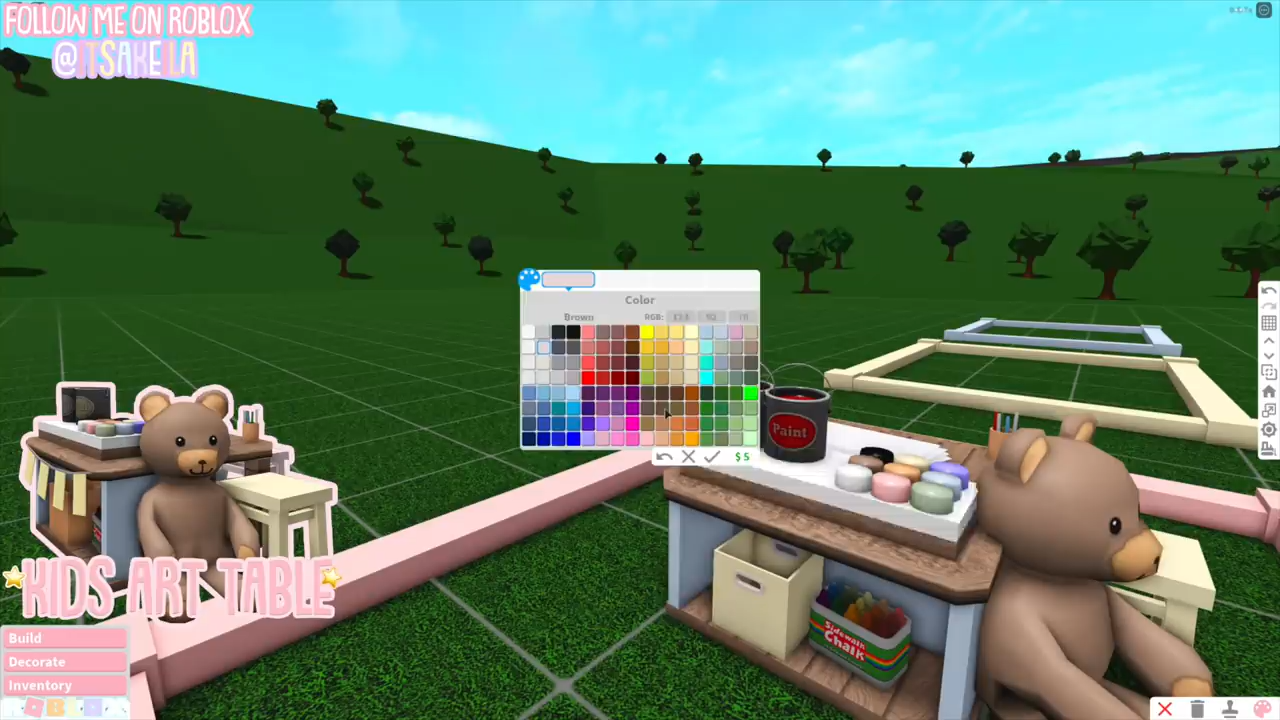 FOLLOW ME ON ROBLOX
@ITSAKEILA
Color
Brown
RGB:
$5
Paint
Sidewalk
Chalk
KIDS ART TABLE
Build
Decorate
Inventory